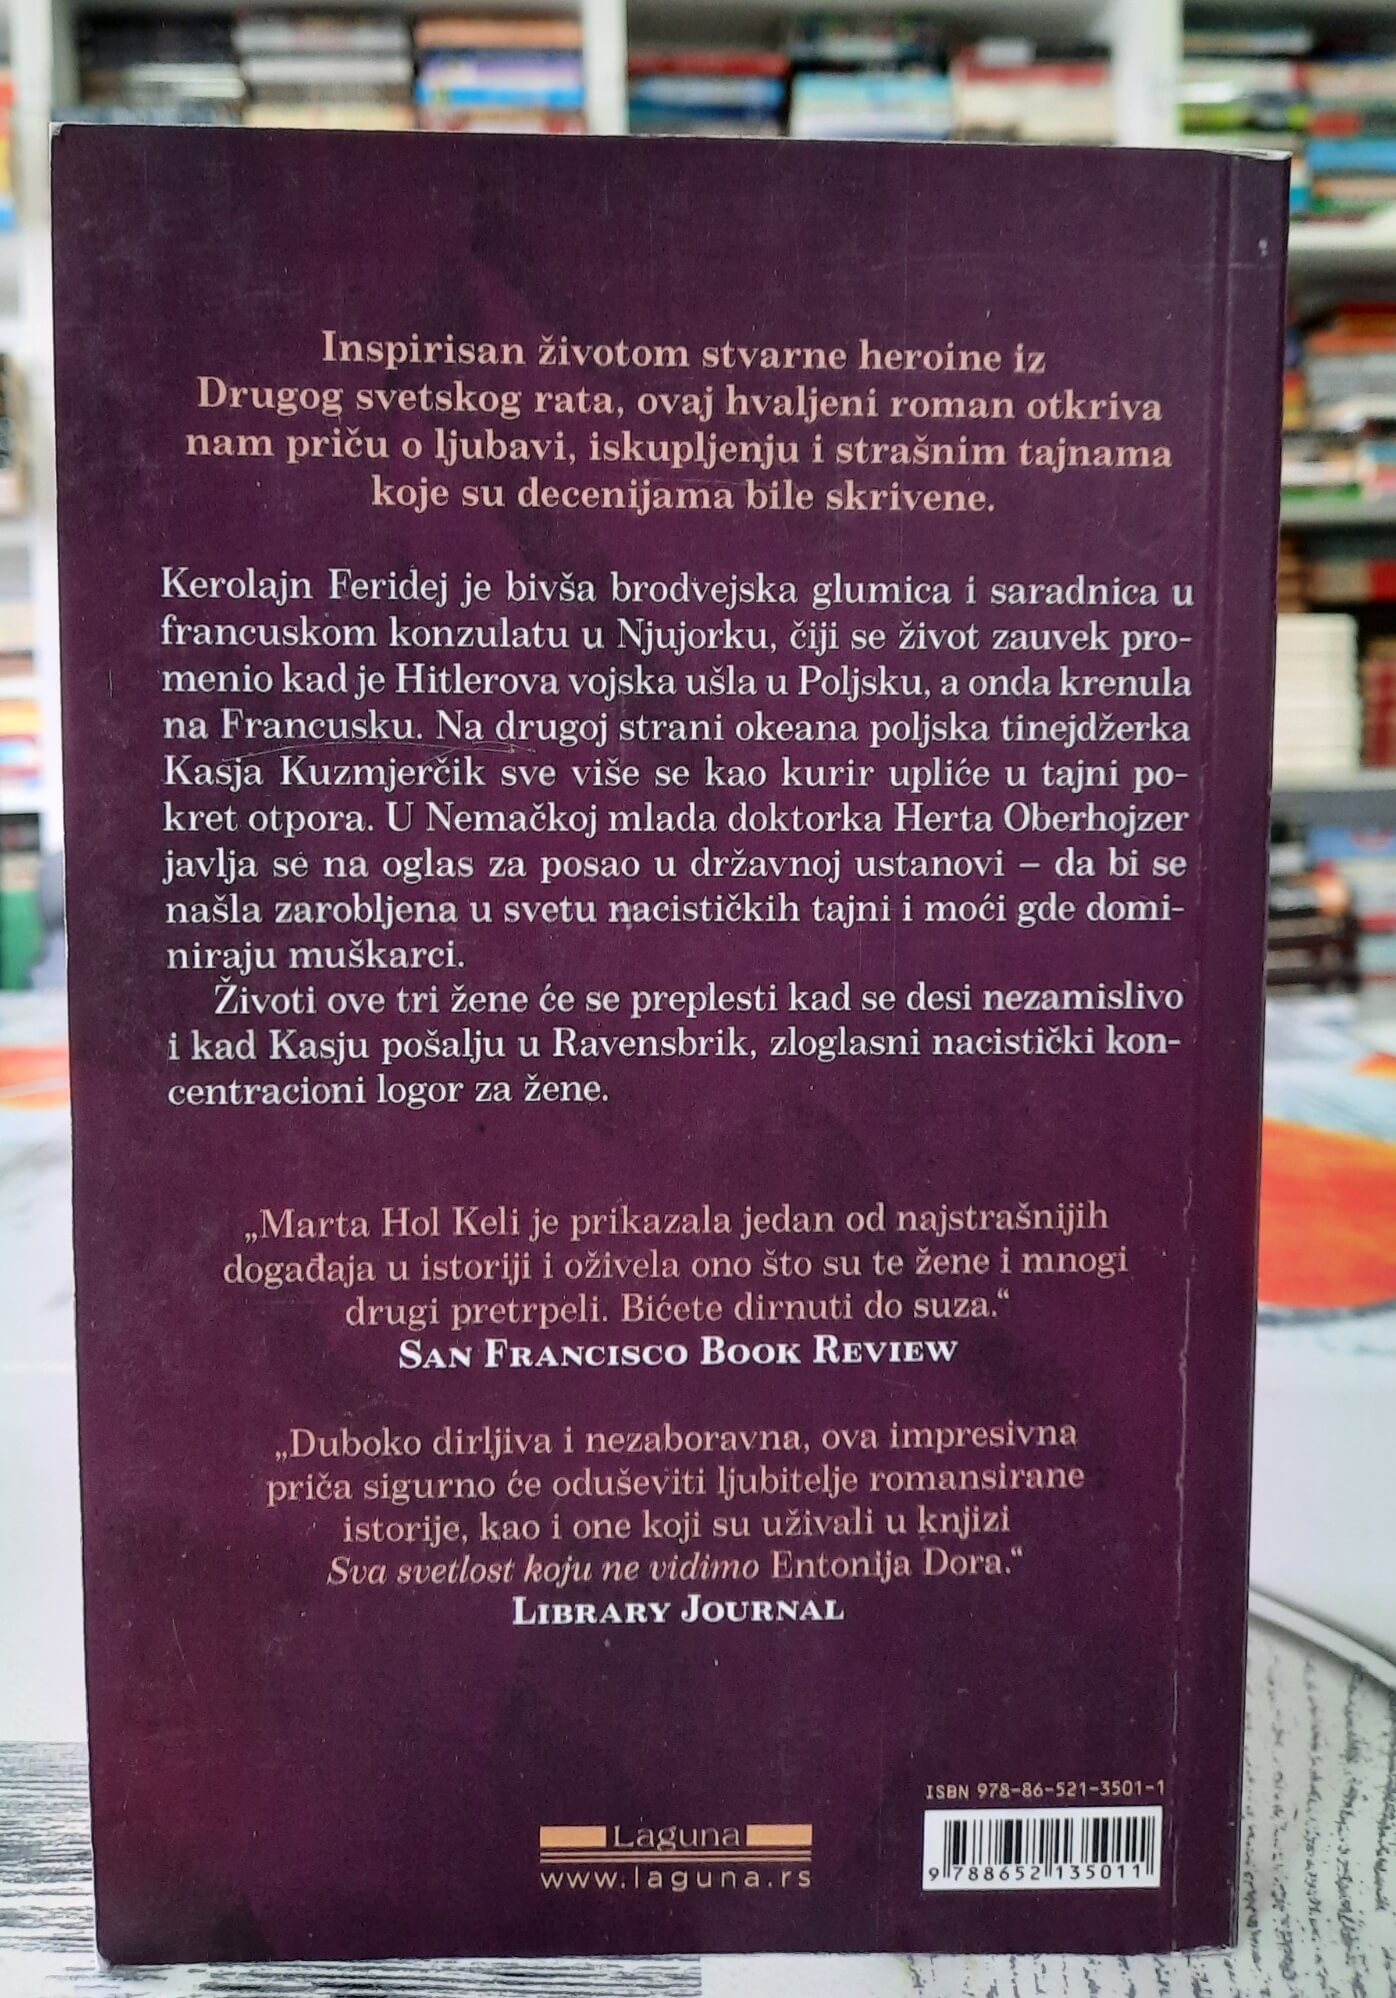 Inspirisan životom stvarne heroine iz
Drugog svetskog rata, ovaj hvaljeni roman otkriva
nam priču o ljubavi, iskupljenju i strašnim tajnama
koje su decenijama bile skrivene.
Kerolajn Feridej je bivša brodvejska glumica i saradnica u
francuskom konzulatu u Njujorku, čiji se život zauvek pro-
menio kad je Hitlerova vojska ušla u Poljsku, a onda krenula
na Francusku. Na drugoj strani okeana poljska tinejdžerka
Kasja Kuzmjerčik sve više se kao kurir upliće u tajni po-
kret otpora. U Nemačkoj mlada doktorka Herta Oberhojzer
javlja se na oglas za posao u državnoj ustanovi – da bi se
našla zarobljena u svetu nacističkih tajni i moći gde domi-
niraju muškarci.
Životi ove tri žene će se preplesti kad se desi nezamislivo
i kad Kasju pošalju u Ravensbrik, zloglasni nacistički kon-
centracioni logor za žene.
„Marta Hol Keli je prikazala jedan od najstrašnijih
događaja u istoriji i oživela ono što su te žene i mnogi
drugi pretrpeli. Bićete dirnuti do suza.“
SAN FRANCISCO BOOK REVIEW
„Duboko dirljiva i nezaboravna, ova impresivna
priča sigurno će oduševiti ljubitelje romansirane
istorije, kao i one koji su uživali u knjizi
Sva svetlost koju ne vidimo Entonija Dora.“
LIBRARY JOURNAL
ISBN 978-86-521-3501-1
Laguna
www.laguna.rs
9 788652 135011